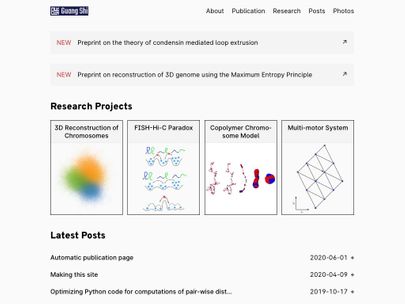 Guang Shi
About Publication Research Posts Photos
NEW Preprint on the theory of condensin mediated loop extrusion ↗
NEW Preprint on reconstruction of 3D genome using the Maximum Entropy Principle ↗
Research Projects
3D Reconstruction of
Chromosomes
FISH-Hi-C Paradox
Copolymer Chromo-
some Model
Multi-motor System
Latest Posts
Automatic publication page 2020-06-01
Making this site 2020-04-09
Optimizing Python code for computations of pair-wise dist... 2019-10-17